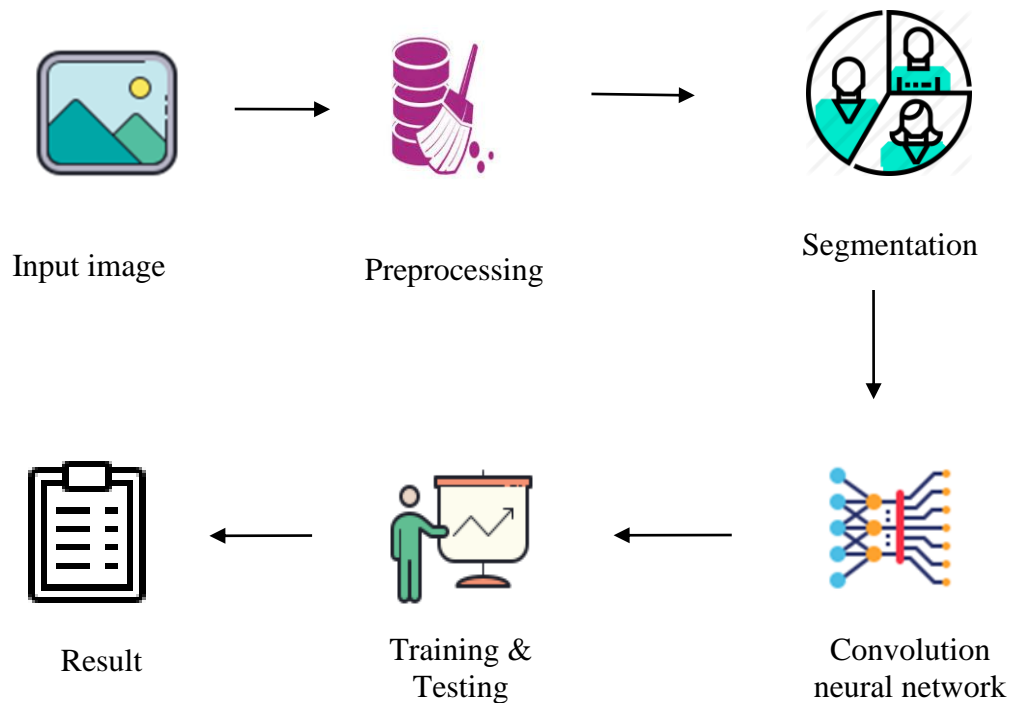 Input image
Preprocessing
Segmentation
Convolution
neural network
Training &
Testing
Result